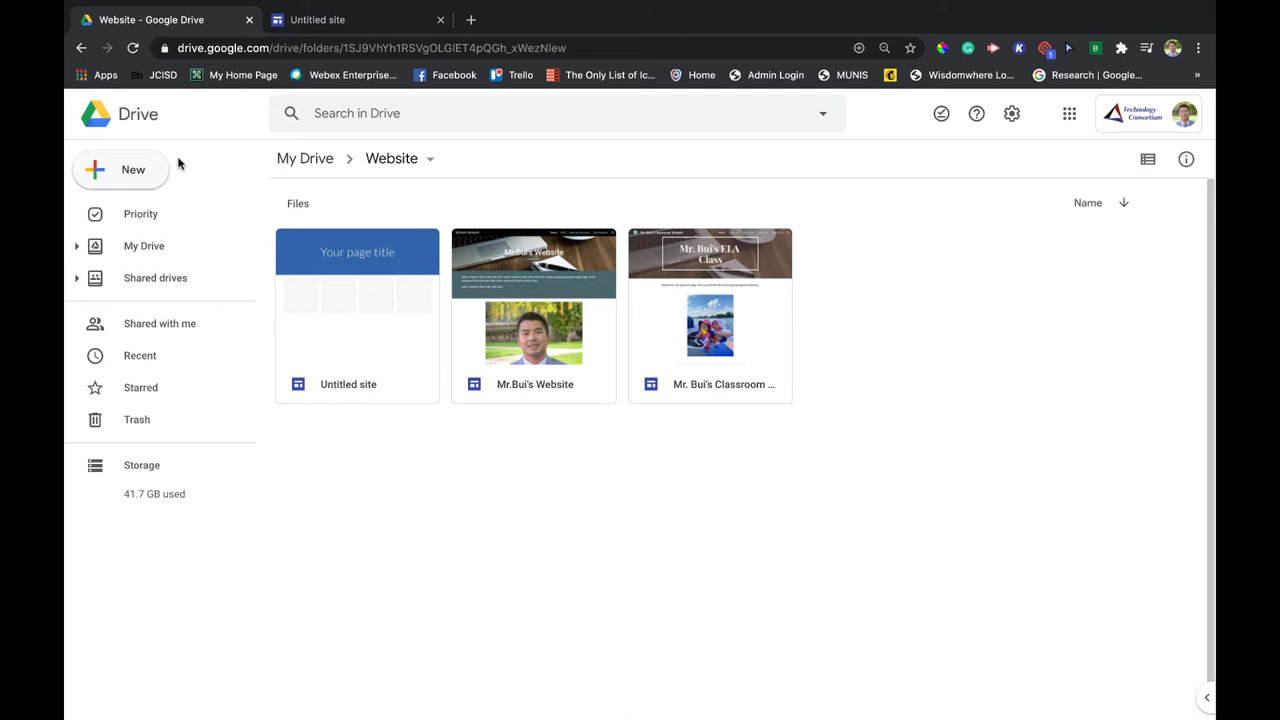 Website - Google Drive
Untitled site
drive.google.com/drive/folders/1SJ9VhYh1RSVgOLGlET4pQGh_xWezNlew
1
Apps
Bb JCISD
My Home Page
Webex Enterprise...
Facebook
Trello
The Only List of Ic...
Home
Admin Login
MUNIS
Wisdomwhere Lo...
Research | Google...
»
Drive
Search in Drive
Technology
Consortium
New
My Drive
Website
Priority
My Drive
Shared drives
Shared with me
Recent
Starred
Trash
Storage
41.7 GB used
Files
Name
Your page title
Untitled site
Mr.Bui's Website
Mr.Bui's Website
Mr. Bui's ELA
Class
Mr. Bui's Classroom ...